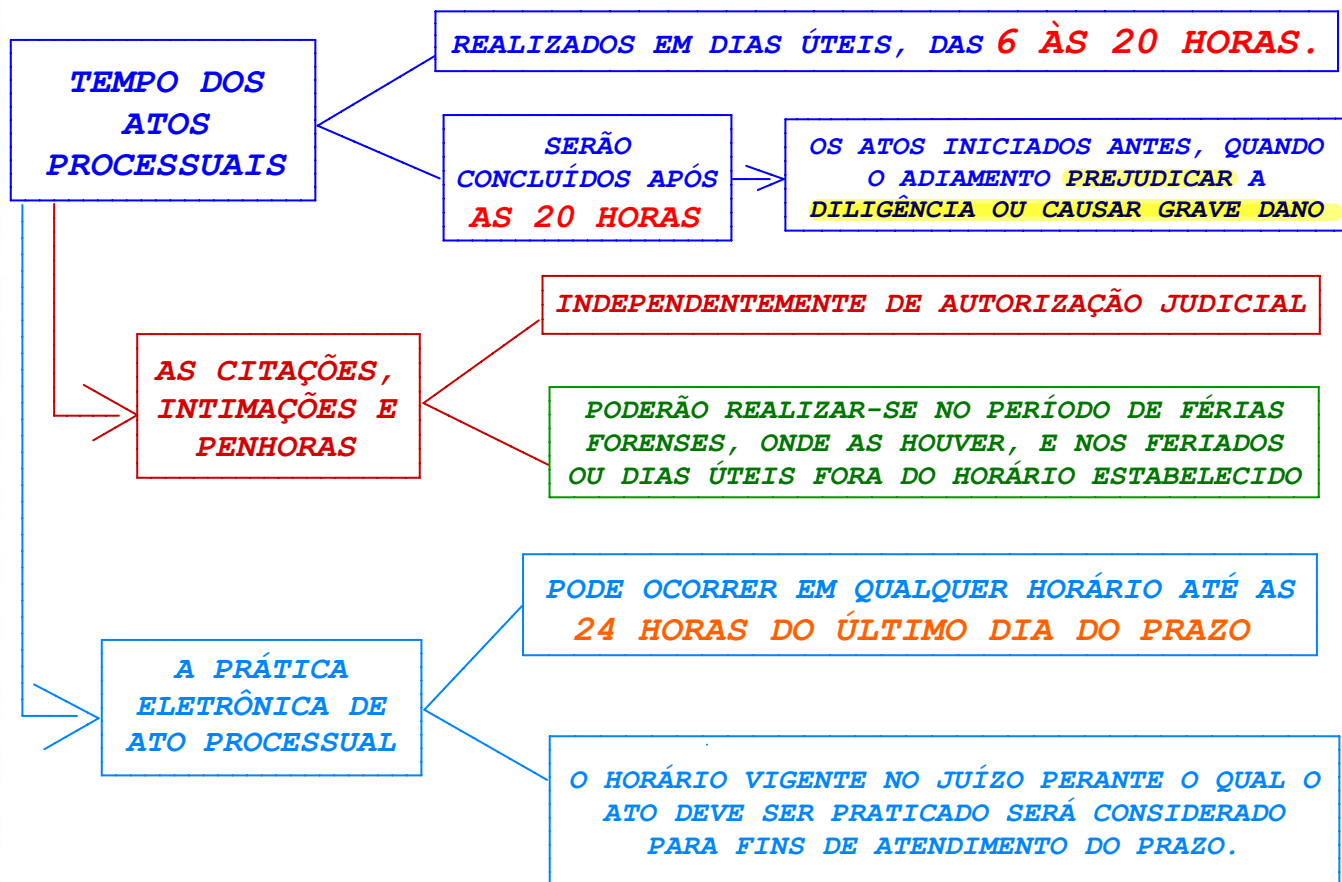 TEMPO DOS
ATOS
PROCESSUAIS
REALIZADOS EM DIAS ÚTEIS, DAS 6 ÀS 20 HORAS.
SERÃO
CONCLUÍDOS APÓS
AS 20 HORAS
OS ATOS INICIADOS ANTES, QUANDO
O ADIAMENTO PREJUDICAR A
DILIGÊNCIA OU CAUSAR GRAVE DANO
AS CITAÇÕES,
INTIMAÇÕES E
PENHORAS
INDEPENDENTEMENTE DE AUTORIZAÇÃO JUDICIAL
PODERÃO REALIZAR-SE NO PERÍODO DE FÉRIAS
FORENSES, ONDE AS HOUVER, E NOS FERIADOS
OU DIAS ÚTEIS FORA DO HORÁRIO ESTABELECIDO
A PRÁTICA
ELETRÔNICA DE
ATO PROCESSUAL
PODE OCORRER EM QUALQUER HORÁRIO ATÉ AS
24 HORAS DO ÚLTIMO DIA DO PRAZO
O HORÁRIO VIGENTE NO JUÍZO PERANTE O QUAL O
ATO DEVE SER PRATICADO SERÁ CONSIDERADO
PARA FINS DE ATENDIMENTO DO PRAZO.